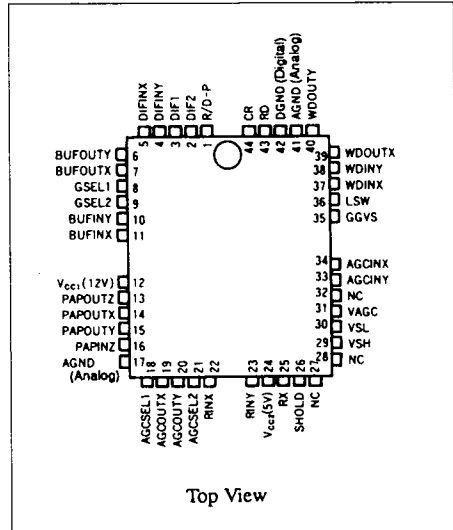 DIFINX DIFINY DIF1 DIF2 R/D-P CR RD DGND (Digital) AGND (Analog) WDOUTY
5 4 3 2 1 44 43 42 41 40
BUFOUTY 6
BUFOUTX 7
GSEL1 8
GSEL2 9
BUFINY 10
BUFINX 11
VCC1(12V) 12
PAPOUTZ 13
PAPOUTX 14
PAPOUTY 15
PAPINZ 16
AGND 17
(Analog)
39 WDOUTX
38 WDINY
37 WDINX
36 LSW
35 GGVS
34 AGCINX
33 AGCINY
32 NC
31 VAGC
30 VSL
29 VSH
28 NC
18 19 20 21 22 23 24 25 26 27
AGCSEL1 AGCOUTX AGCOUTY AGCSEL2 RINX RINY VCC2(5V) RX SHOLD NC
Top View